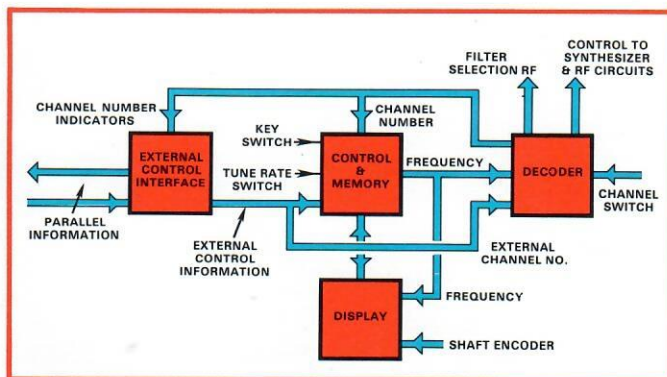 FILTER
SELECTION RF
CONTROL TO
SYNTHESIZER
& RF CIRCUITS
CHANNEL NUMBER
INDICATORS
KEY
SWITCH
CHANNEL
NUMBER
EXTERNAL
CONTROL
INTERFACE
TUNE RATE
SWITCH
CONTROL
&
MEMORY
FREQUENCY
DECODER
CHANNEL
SWITCH
PARALLEL
INFORMATION
EXTERNAL
CONTROL
INFORMATION
EXTERNAL
CHANNEL NO.
DISPLAY
FREQUENCY
SHAFT ENCODER